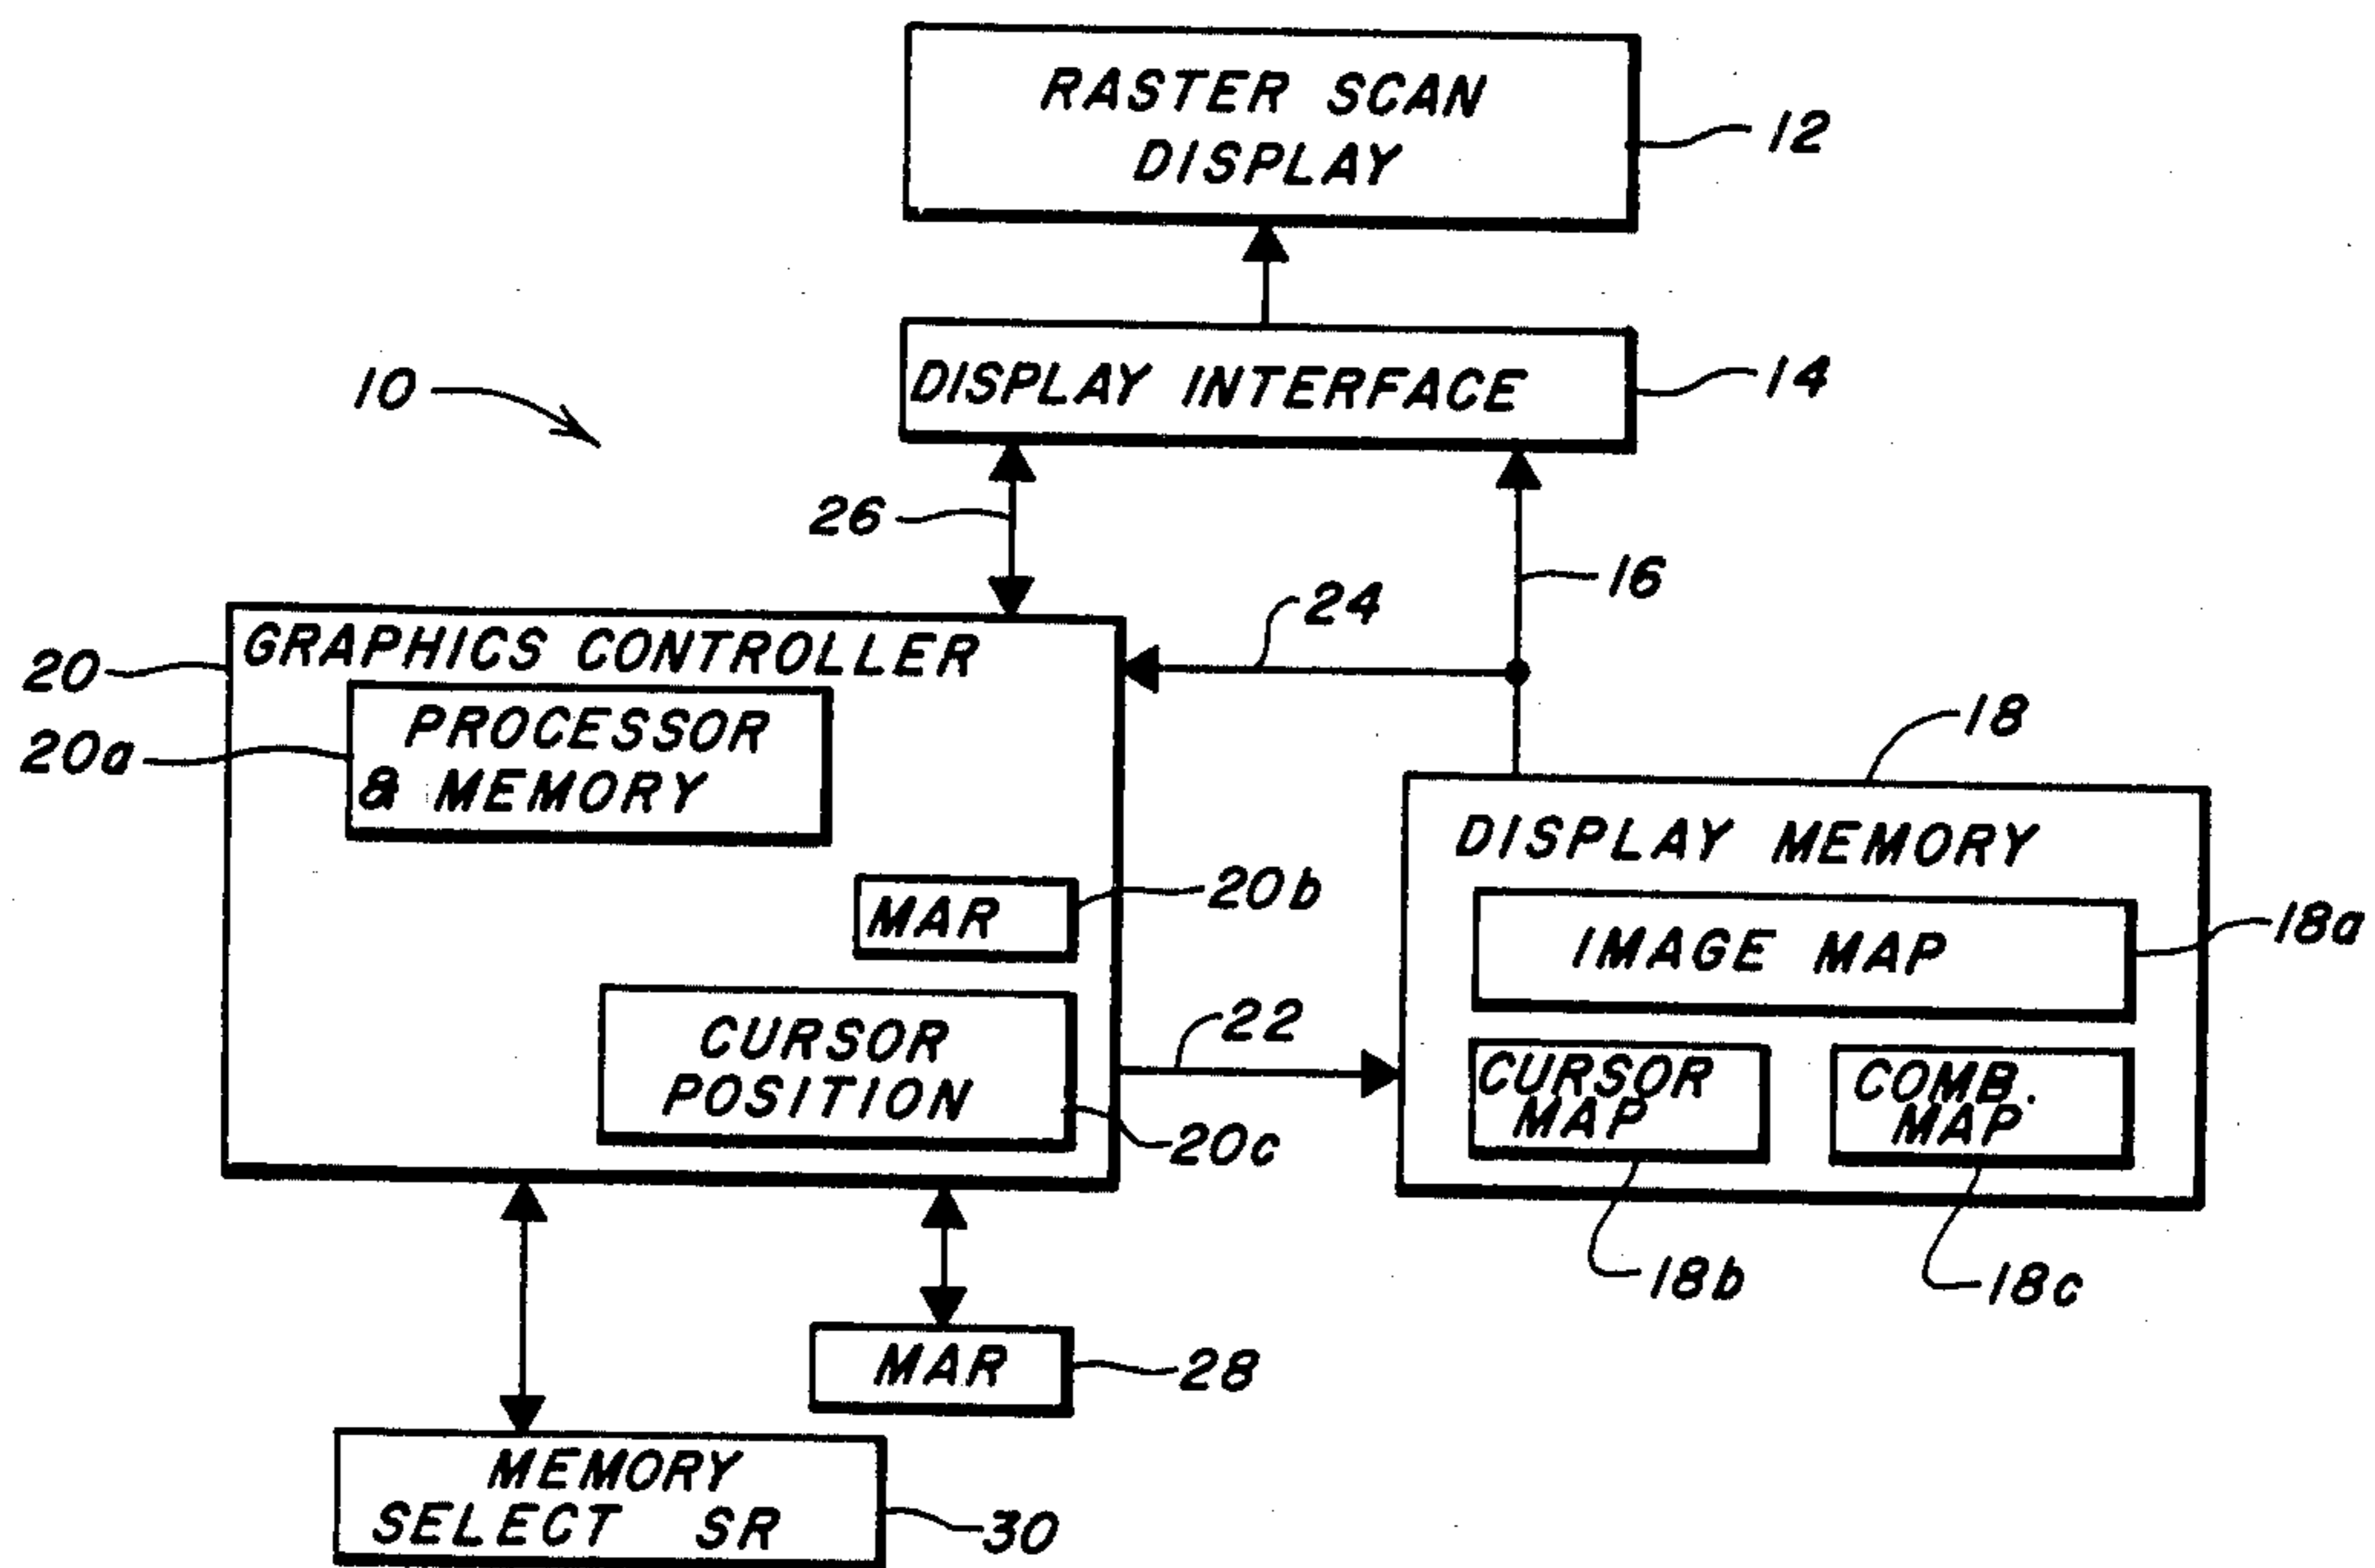 RASTER SCAN
DISPLAY
12
DISPLAY INTERFACE
14
10
26
16
24
20
GRAPHICS CONTROLLER
20a
PROCESSOR
& MEMORY
MAR
20b
CURSOR
POSITION
20c
22
18
DISPLAY MEMORY
IMAGE MAP
18a
CURSOR
MAP
COMB.
MAP
18b
18c
MAR
28
MEMORY
SELECT SR
30